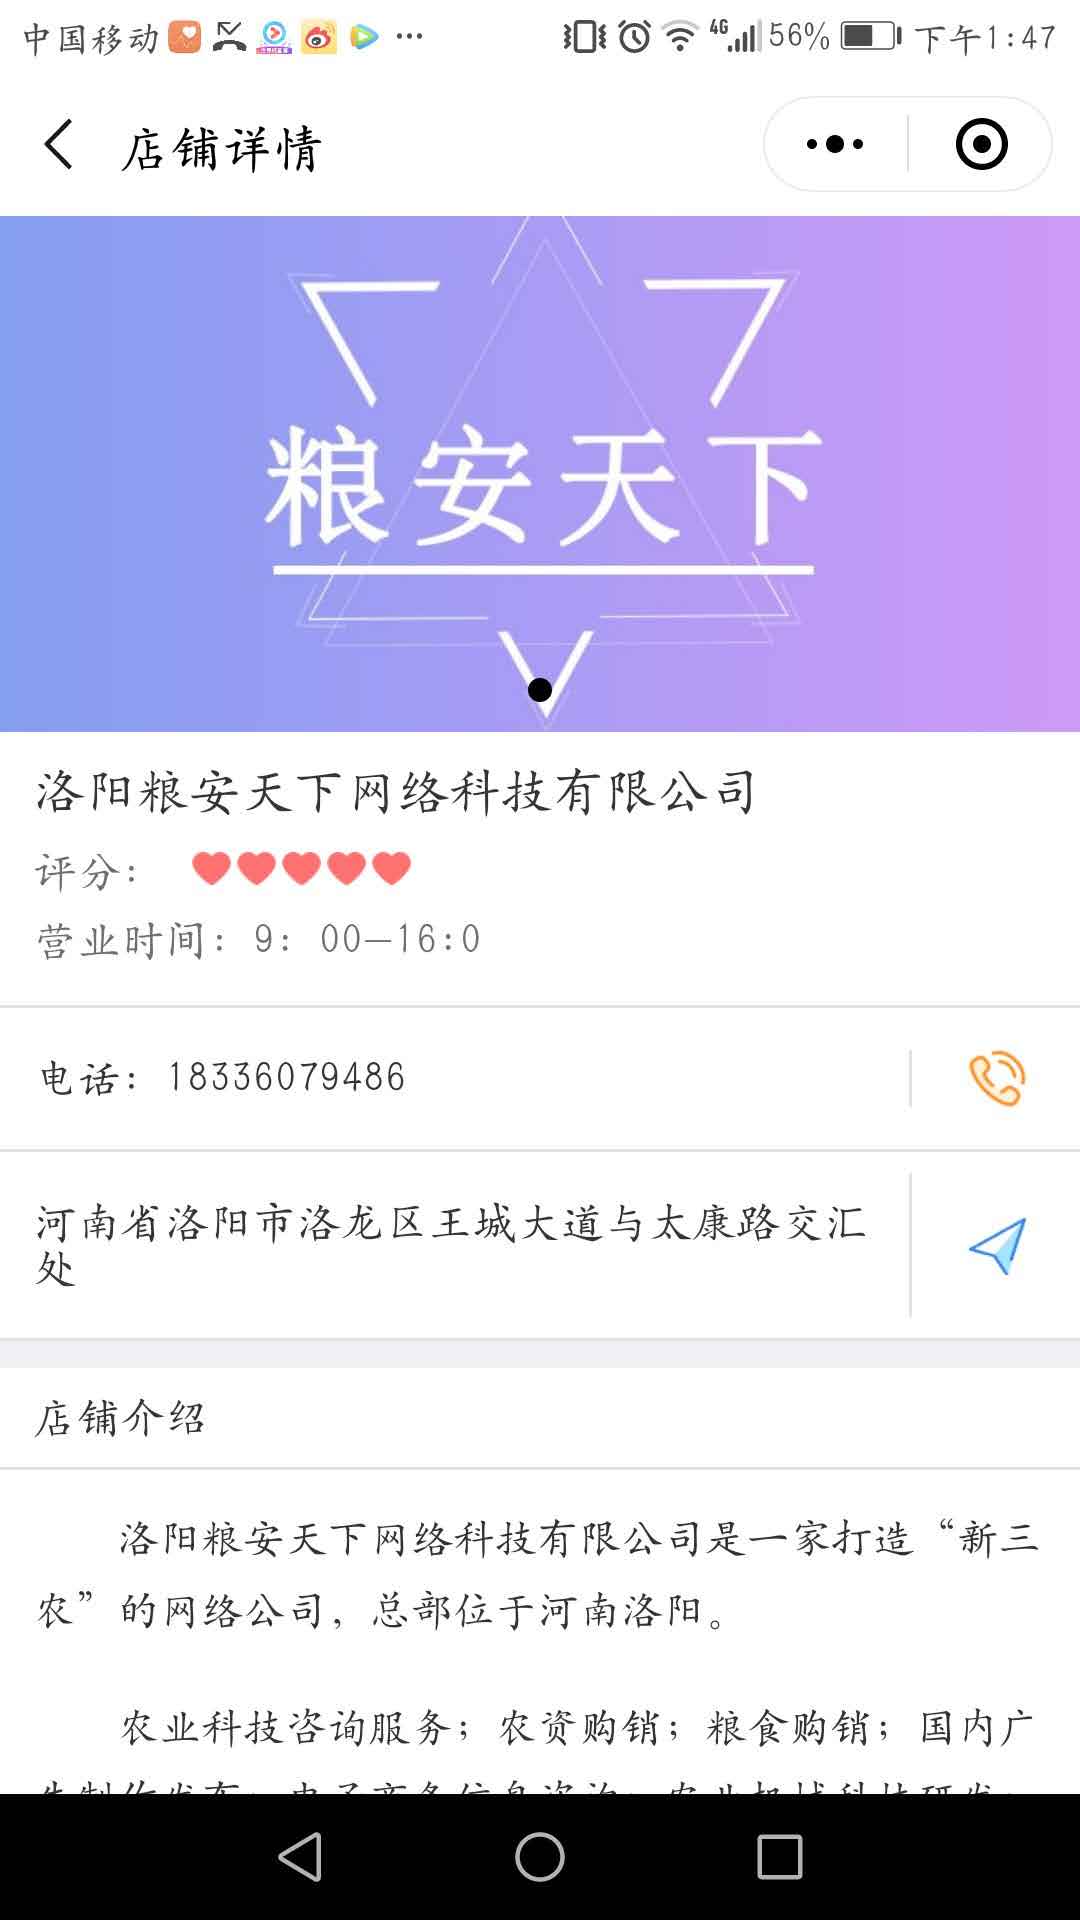 中国移动 4G 56% 下午1:47
店铺详情
粮安天下
洛阳粮安天下网络科技有限公司
评分：
营业时间：9：00—16:0
电话：18336079486
河南省洛阳市洛龙区王城大道与太康路交汇
处
店铺介绍
洛阳粮安天下网络科技有限公司是一家打造“新三
农”的网络公司，总部位于河南洛阳。
农业科技咨询服务；农资购销；粮食购销；国内广